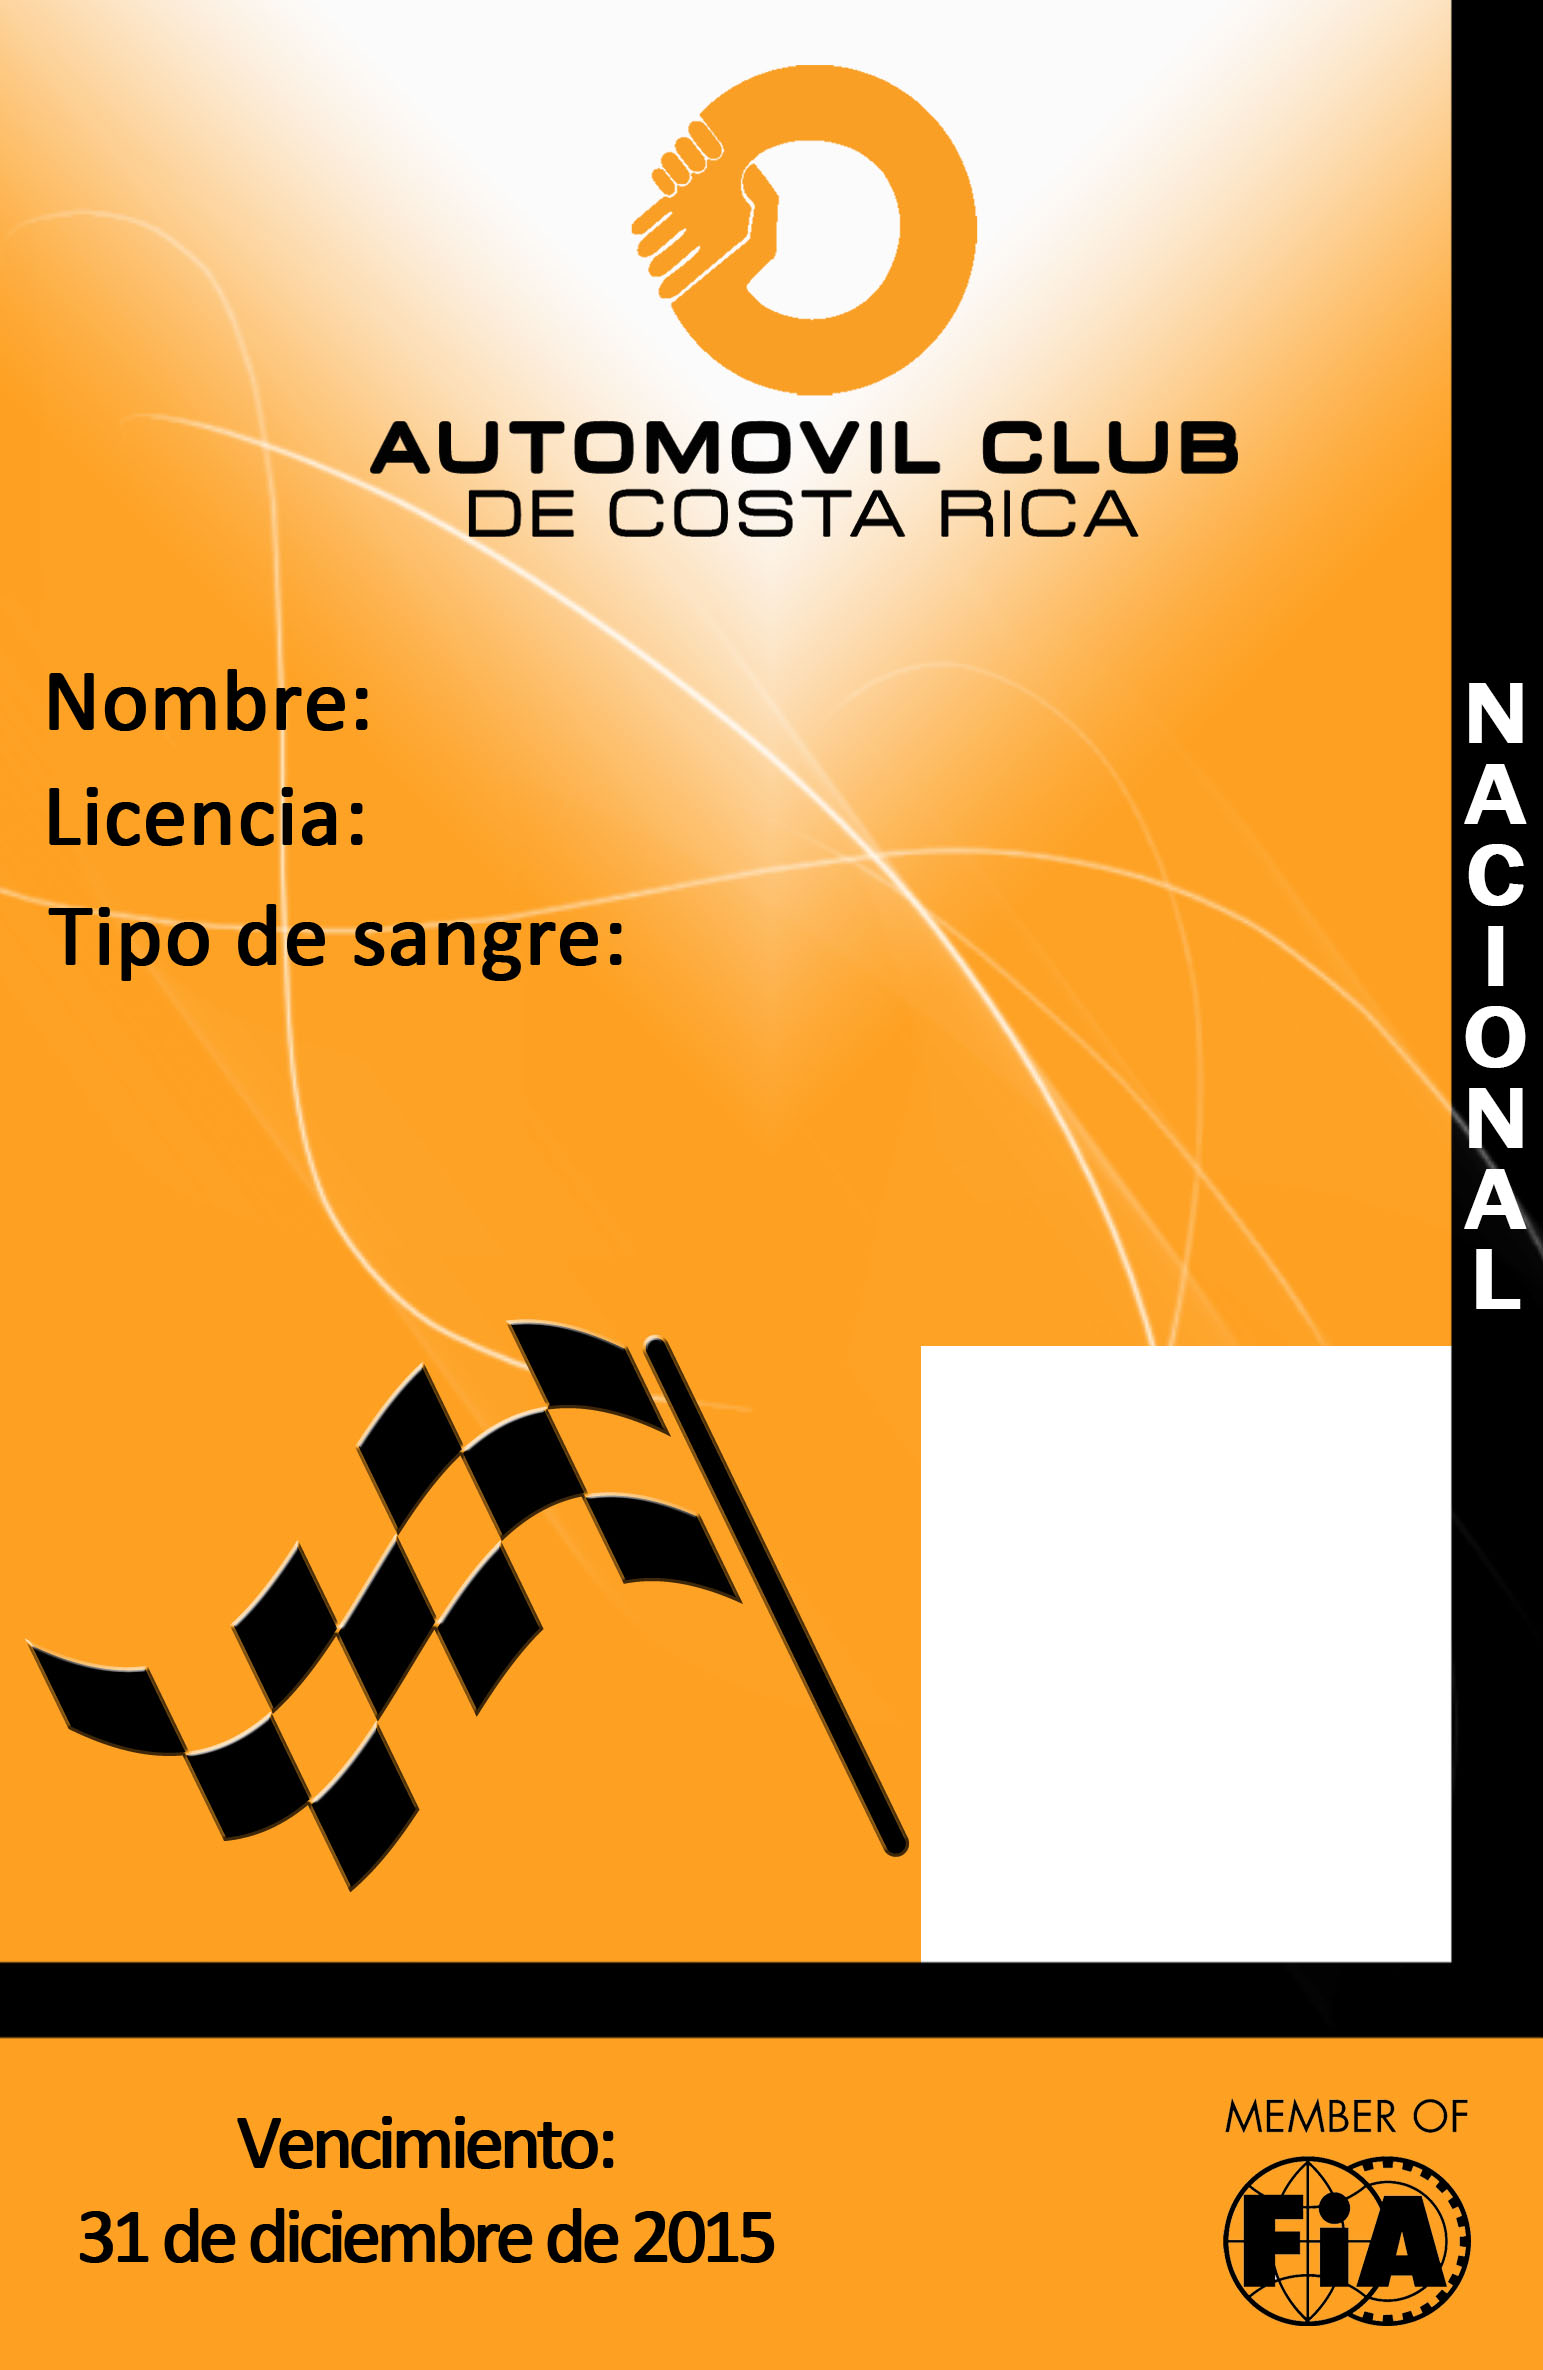 AUTOMOVIL CLUB
DE COSTA RICA
Nombre:
Licencia:
Tipo de sangre:
NACIONAL
Vencimiento:
31 de diciembre de 2015
MEMBER OF
FiA